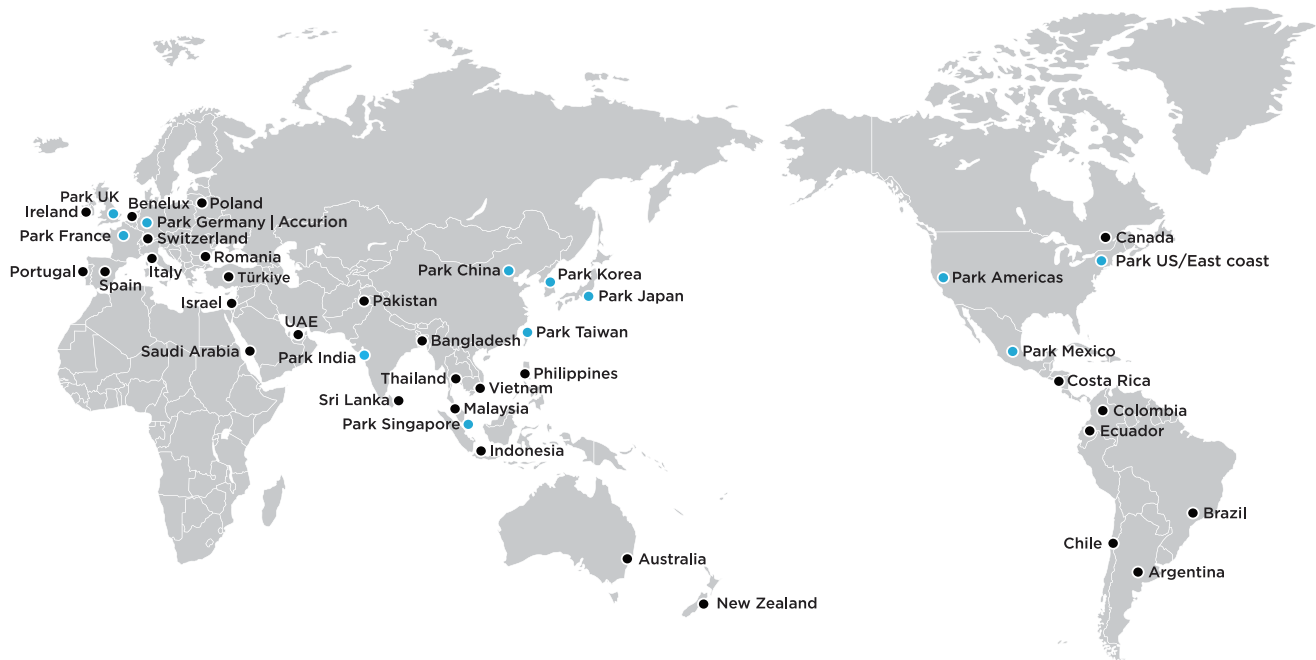 Park UK
Benelux
Poland
Ireland
Park Germany | Accurion
Park France
Switzerland
Romania
Portugal
Italy
Türkiye
Spain
Israel
UAE
Saudi Arabia
Pakistan
Park China
Park Korea
Park Japan
Park Taiwan
Bangladesh
Park India
Thailand
Philippines
Vietnam
Sri Lanka
Malaysia
Park Singapore
Indonesia
Australia
New Zealand
Canada
Park US/East coast
Park Americas
Park Mexico
Costa Rica
Colombia
Ecuador
Brazil
Chile
Argentina